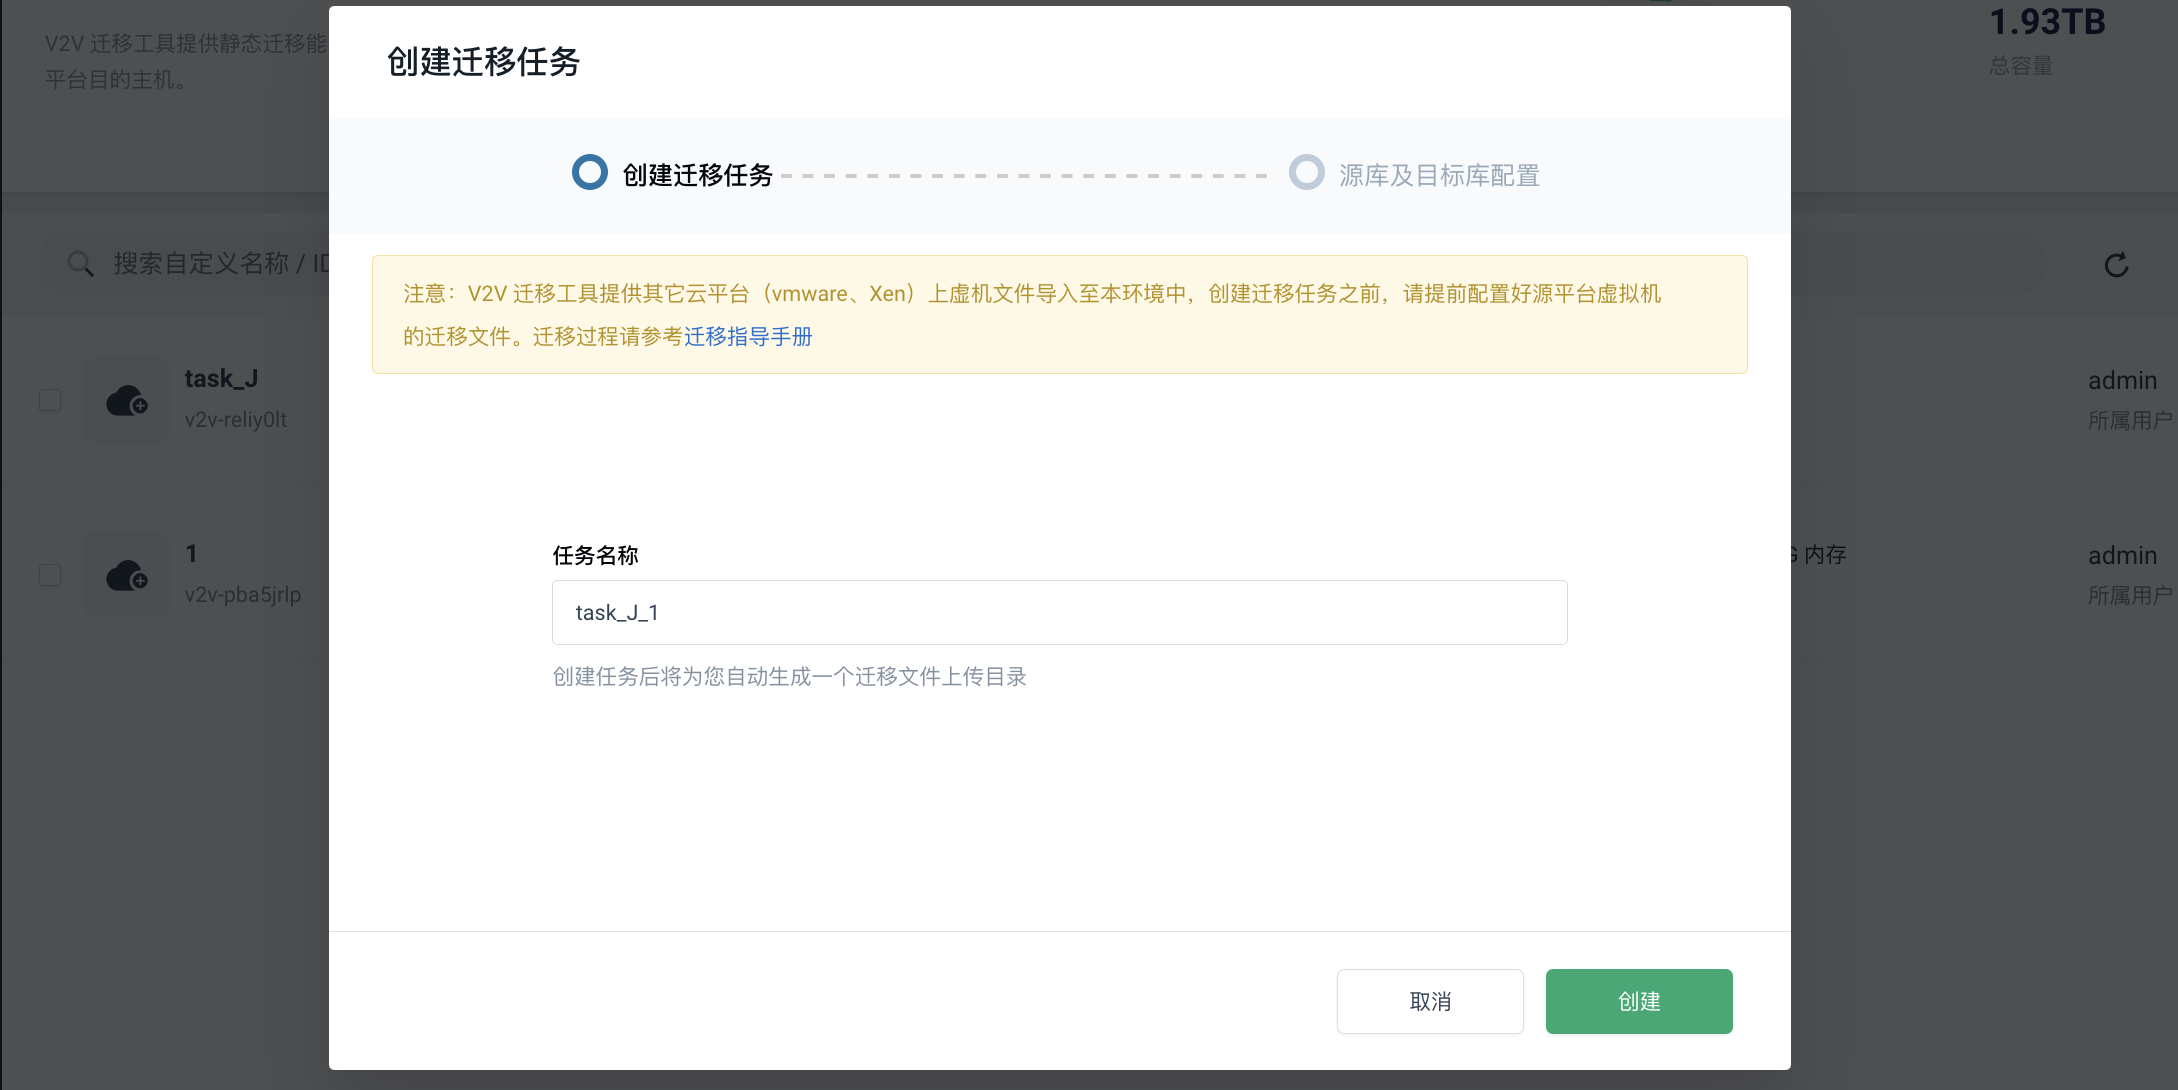 V2V 迁移工具提供静态迁移能
平台目的主机。
1.93TB
总容量
创建迁移任务
创建迁移任务
源库及目标库配置
搜索自定义名称 / ID
注意：V2V 迁移工具提供其它云平台（vmware、Xen）上虚机文件导入至本环境中，创建迁移任务之前，请提前配置好源平台虚拟机
的迁移文件。迁移过程请参考迁移指导手册
task_J
v2v-reliy0lt
admin
所属用户
1
v2v-pba5jrlp
G 内存
admin
所属用户
任务名称
task_J_1
创建任务后将为您自动生成一个迁移文件上传目录
取消
创建